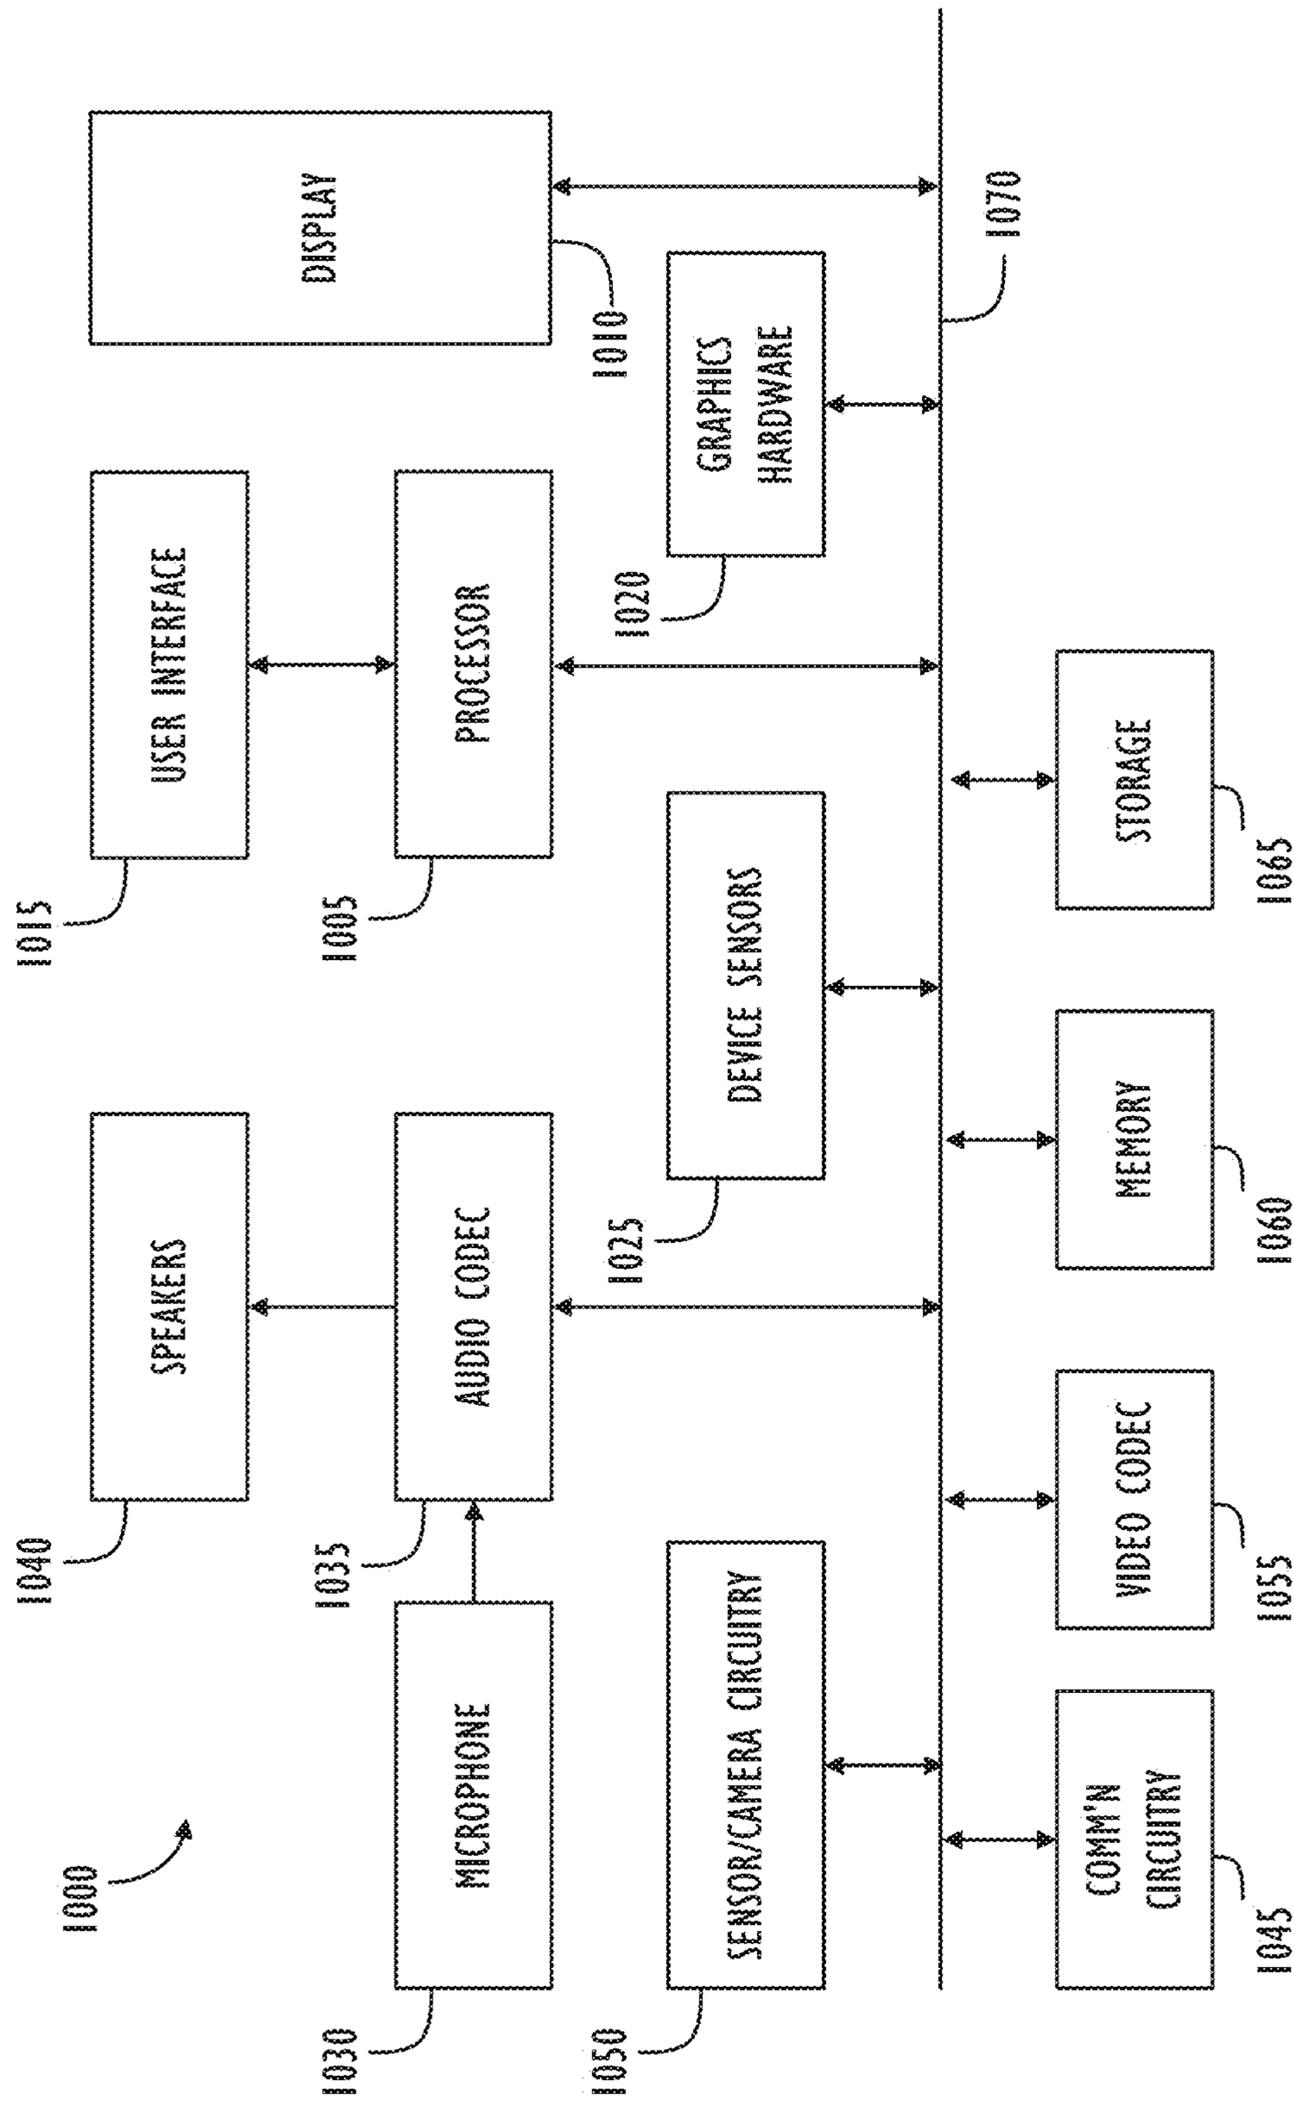 1000
1040
SPEAKERS
1015
USER INTERFACE
DISPLAY
1030
MICROPHONE
1035
AUDIO CODEC
1005
PROCESSOR
1010
1050
SENSOR/CAMERA CIRCUITRY
1025
DEVICE SENSORS
1020
GRAPHICS
HARDWARE
1070
COMM'N
CIRCUITRY
1045
VIDEO CODEC
1055
MEMORY
1060
STORAGE
1065